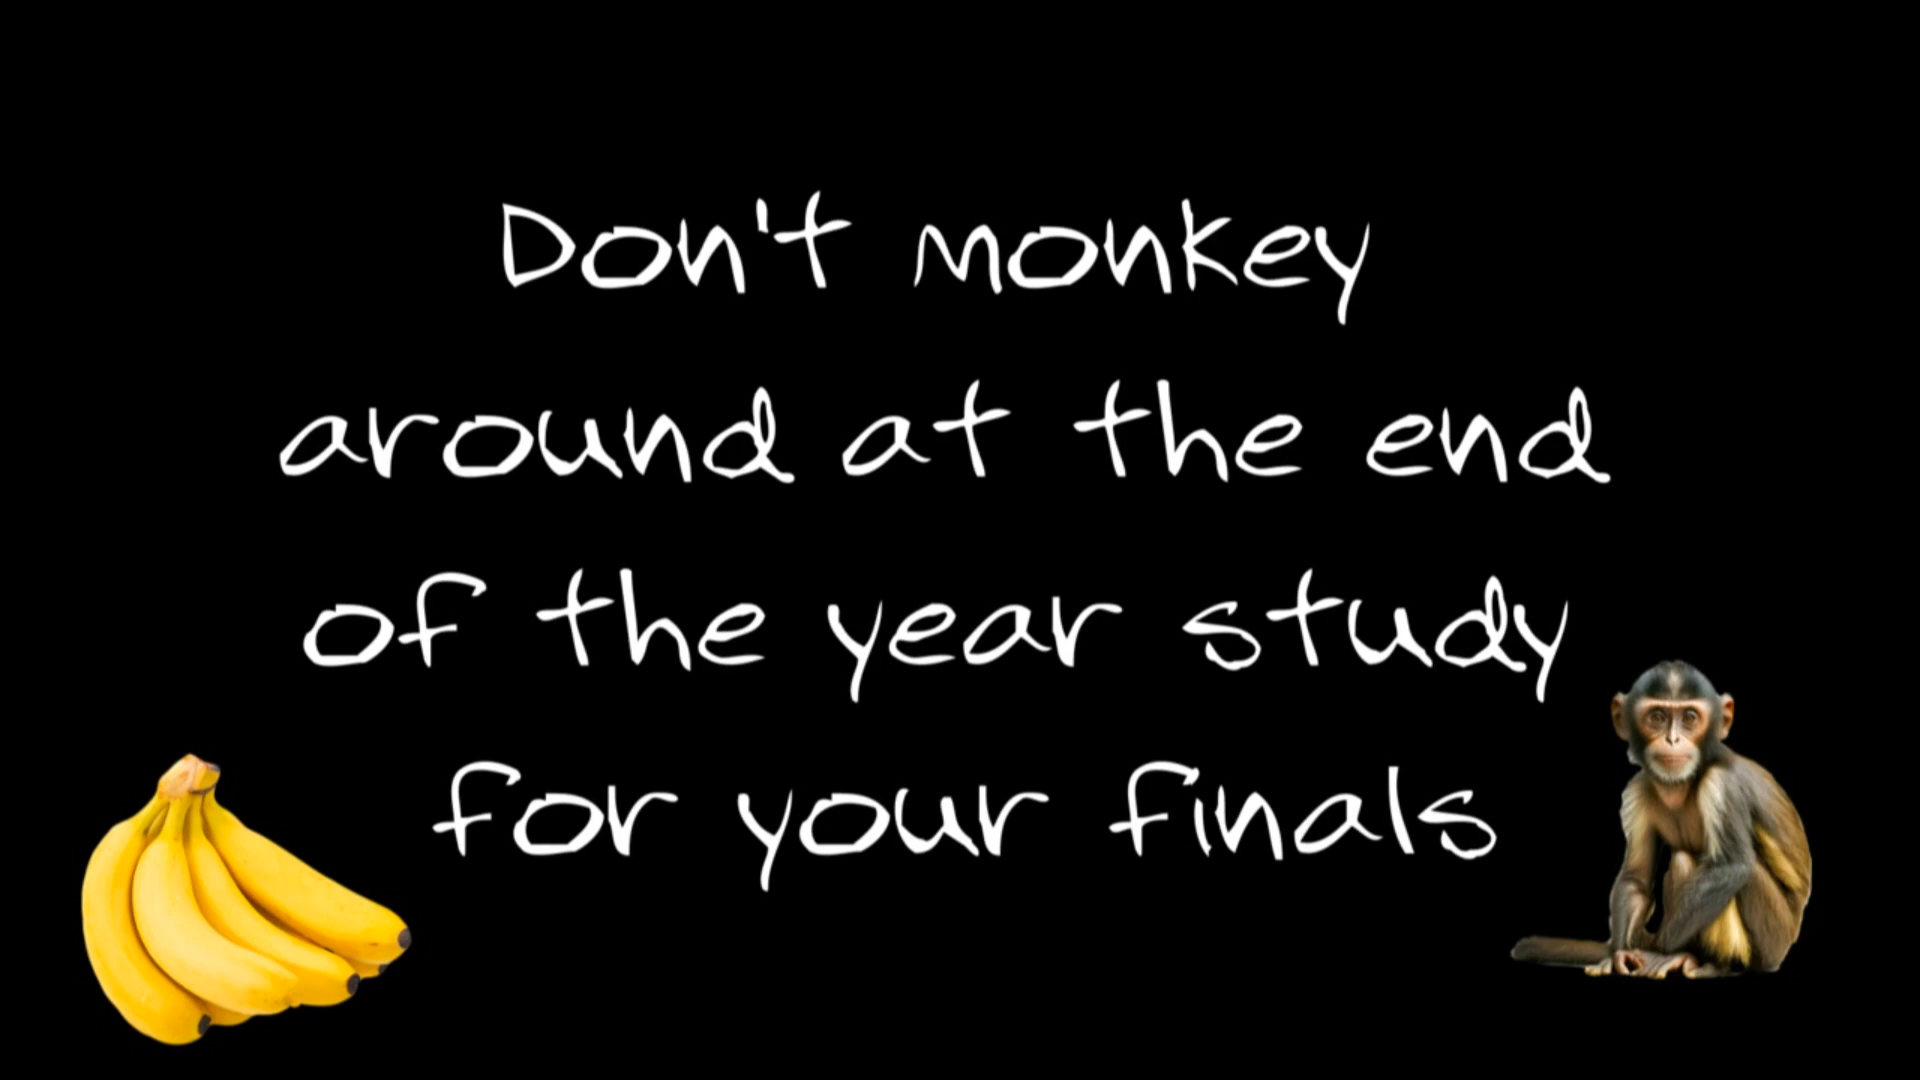 Don't monkey
around at the end
of the year study
for your finals